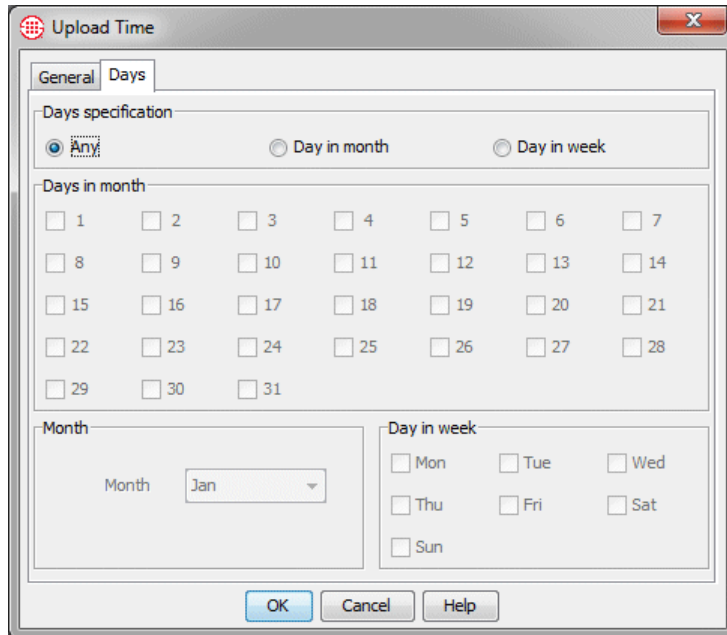 Upload Time
General Days
Days specification
Any Day in month Day in week
Days in month
1 2 3 4 5 6 7
8 9 10 11 12 13 14
15 16 17 18 19 20 21
22 23 24 25 26 27 28
29 30 31
Month
Month Jan
Day in week
Mon Tue Wed
Thu Fri Sat
Sun
OK Cancel Help